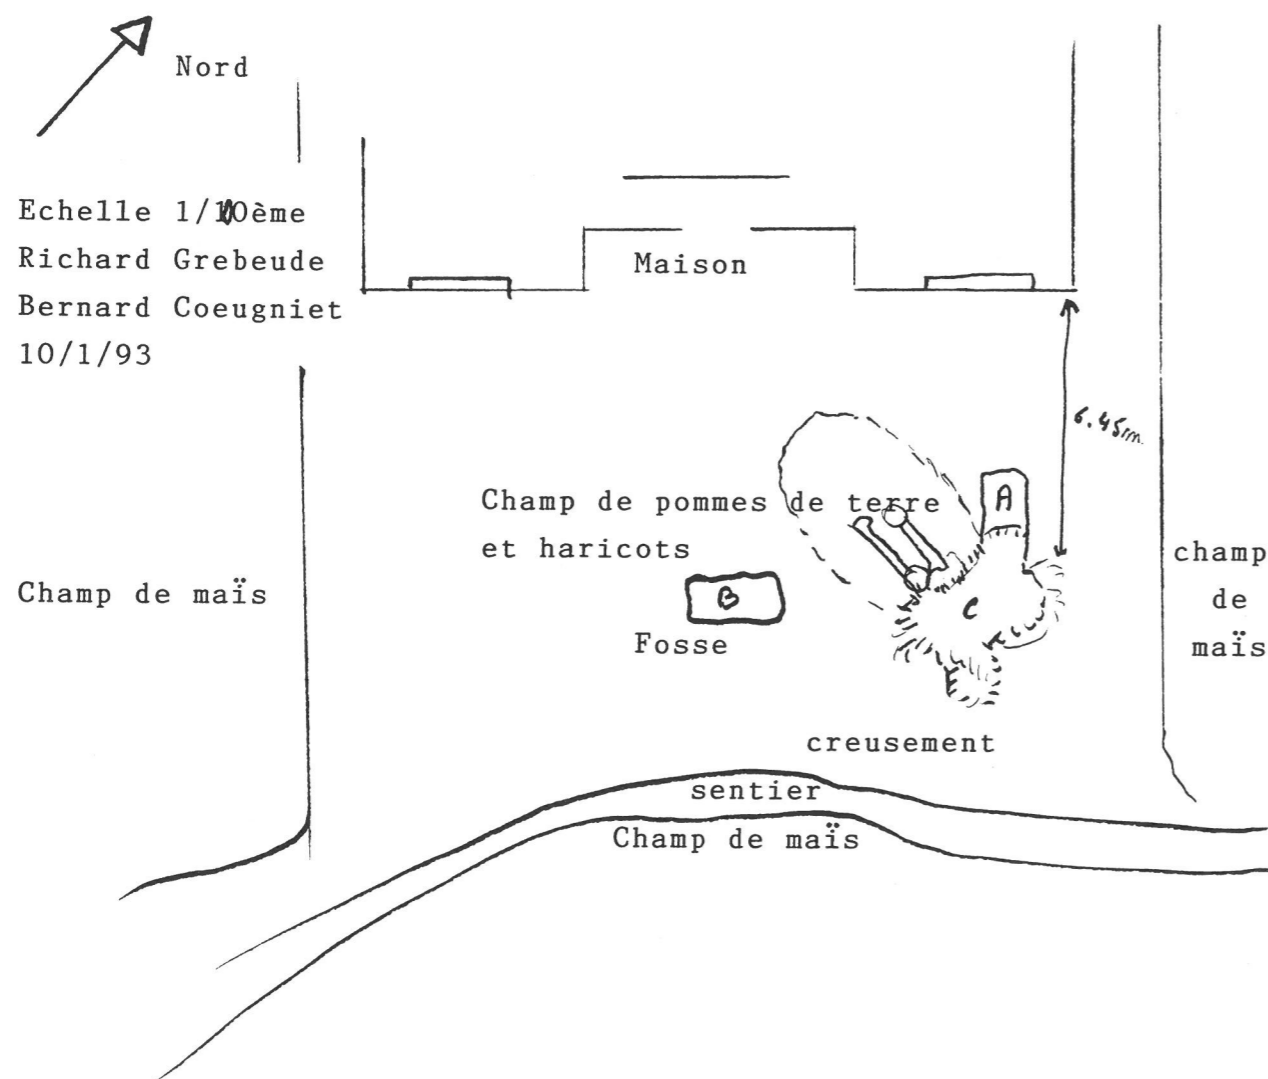 Nord
Echelle 1/10ème
Richard Grebeude
Bernard Coeugniet
10/1/93
Maison
6.45m
Champ de pommes de terre
et haricots
A
Champ de maïs
B
Fosse
C
champ
de
maïs
creusement
sentier
Champ de maïs